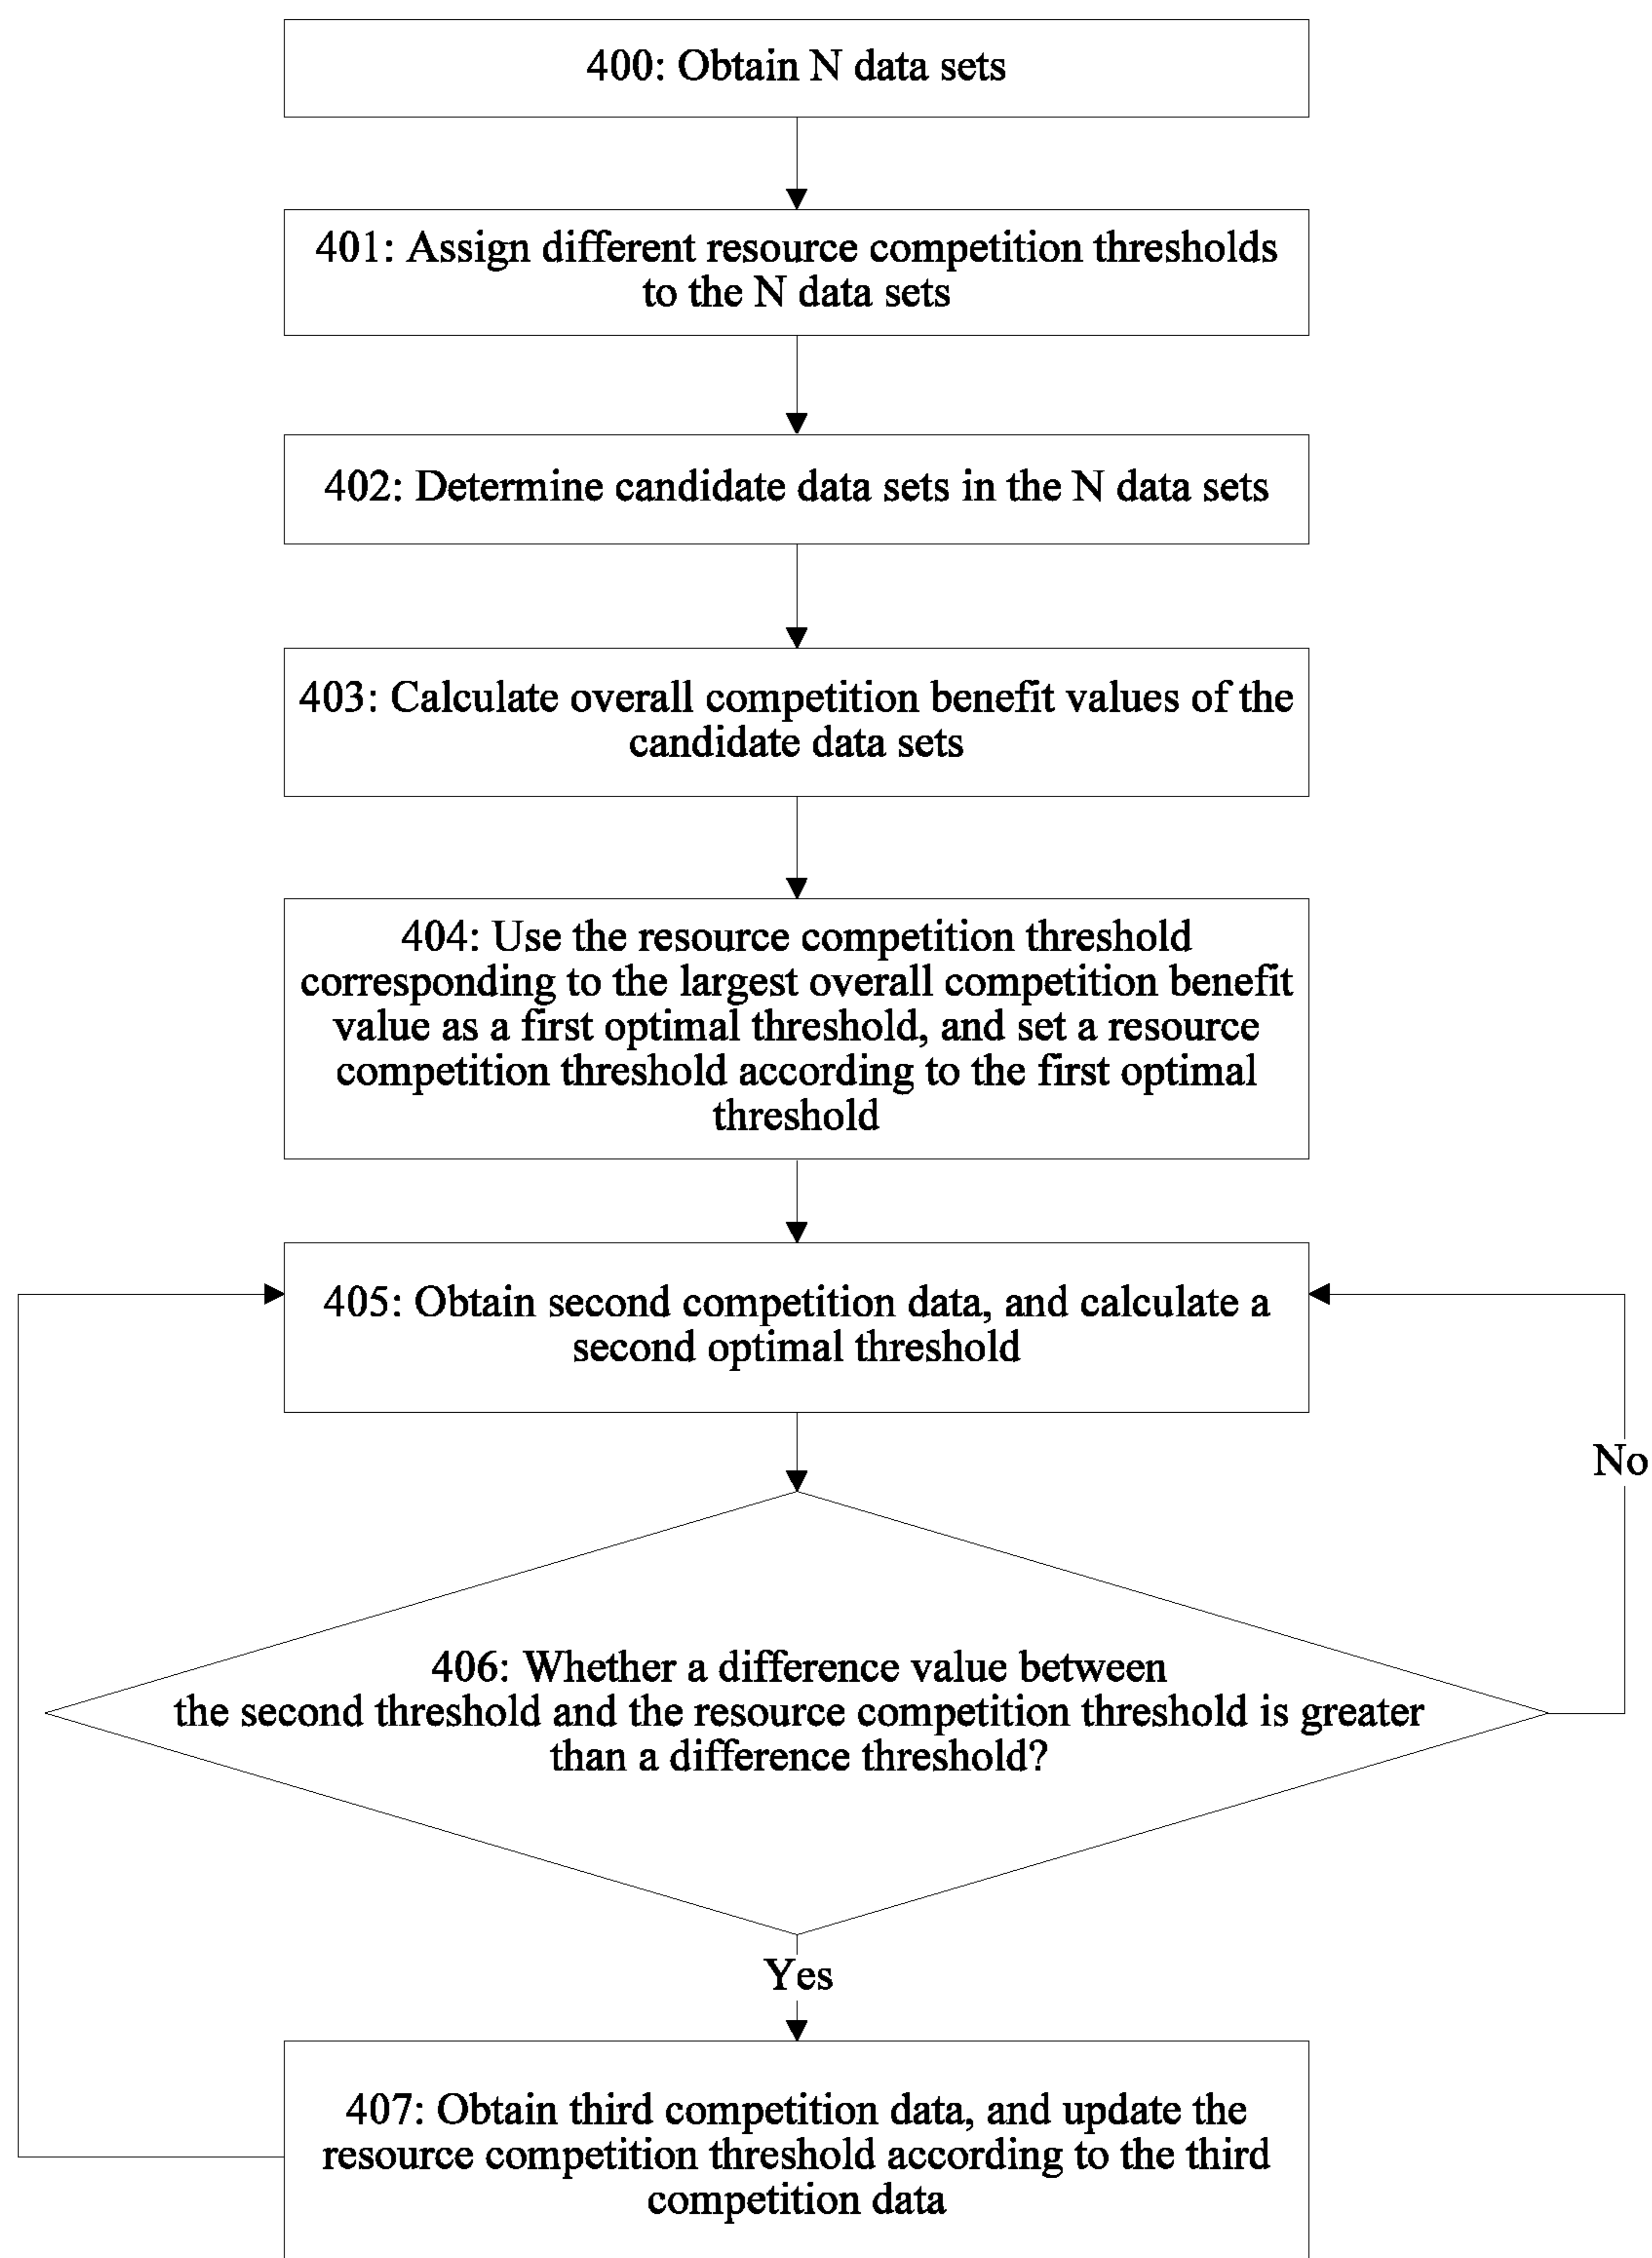 400: Obtain N data sets
401: Assign different resource competition thresholds
to the N data sets
402: Determine candidate data sets in the N data sets
403: Calculate overall competition benefit values of the
candidate data sets
404: Use the resource competition threshold
corresponding to the largest overall competition benefit
value as a first optimal threshold, and set a resource
competition threshold according to the first optimal
threshold
405: Obtain second competition data, and calculate a
second optimal threshold
No
406: Whether a difference value between
the second threshold and the resource competition threshold is greater
than a difference threshold?
Yes
407: Obtain third competition data, and update the
resource competition threshold according to the third
competition data